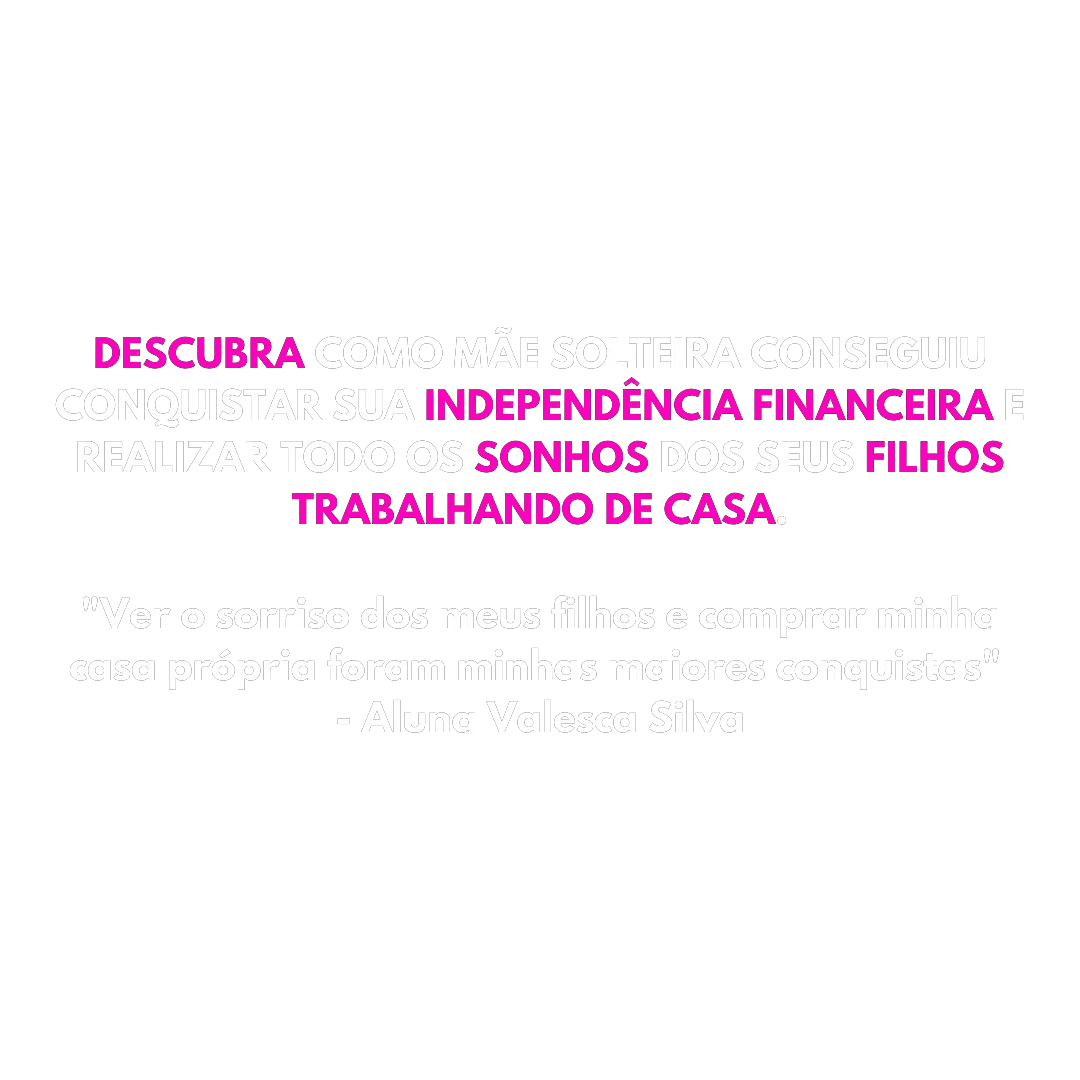 DESCUBRA COMO MÃE SOLTEIRA CONSEGUIU
CONQUISTAR SUA INDEPENDÊNCIA FINANCEIRA E
REALIZAR TODO OS SONHOS DOS SEUS FILHOS
TRABALHANDO DE CASA.
"Ver o sorriso dos meus filhos e comprar minha
casa própria foram minhas maiores conquistas"
- Aluna Valesca Silva